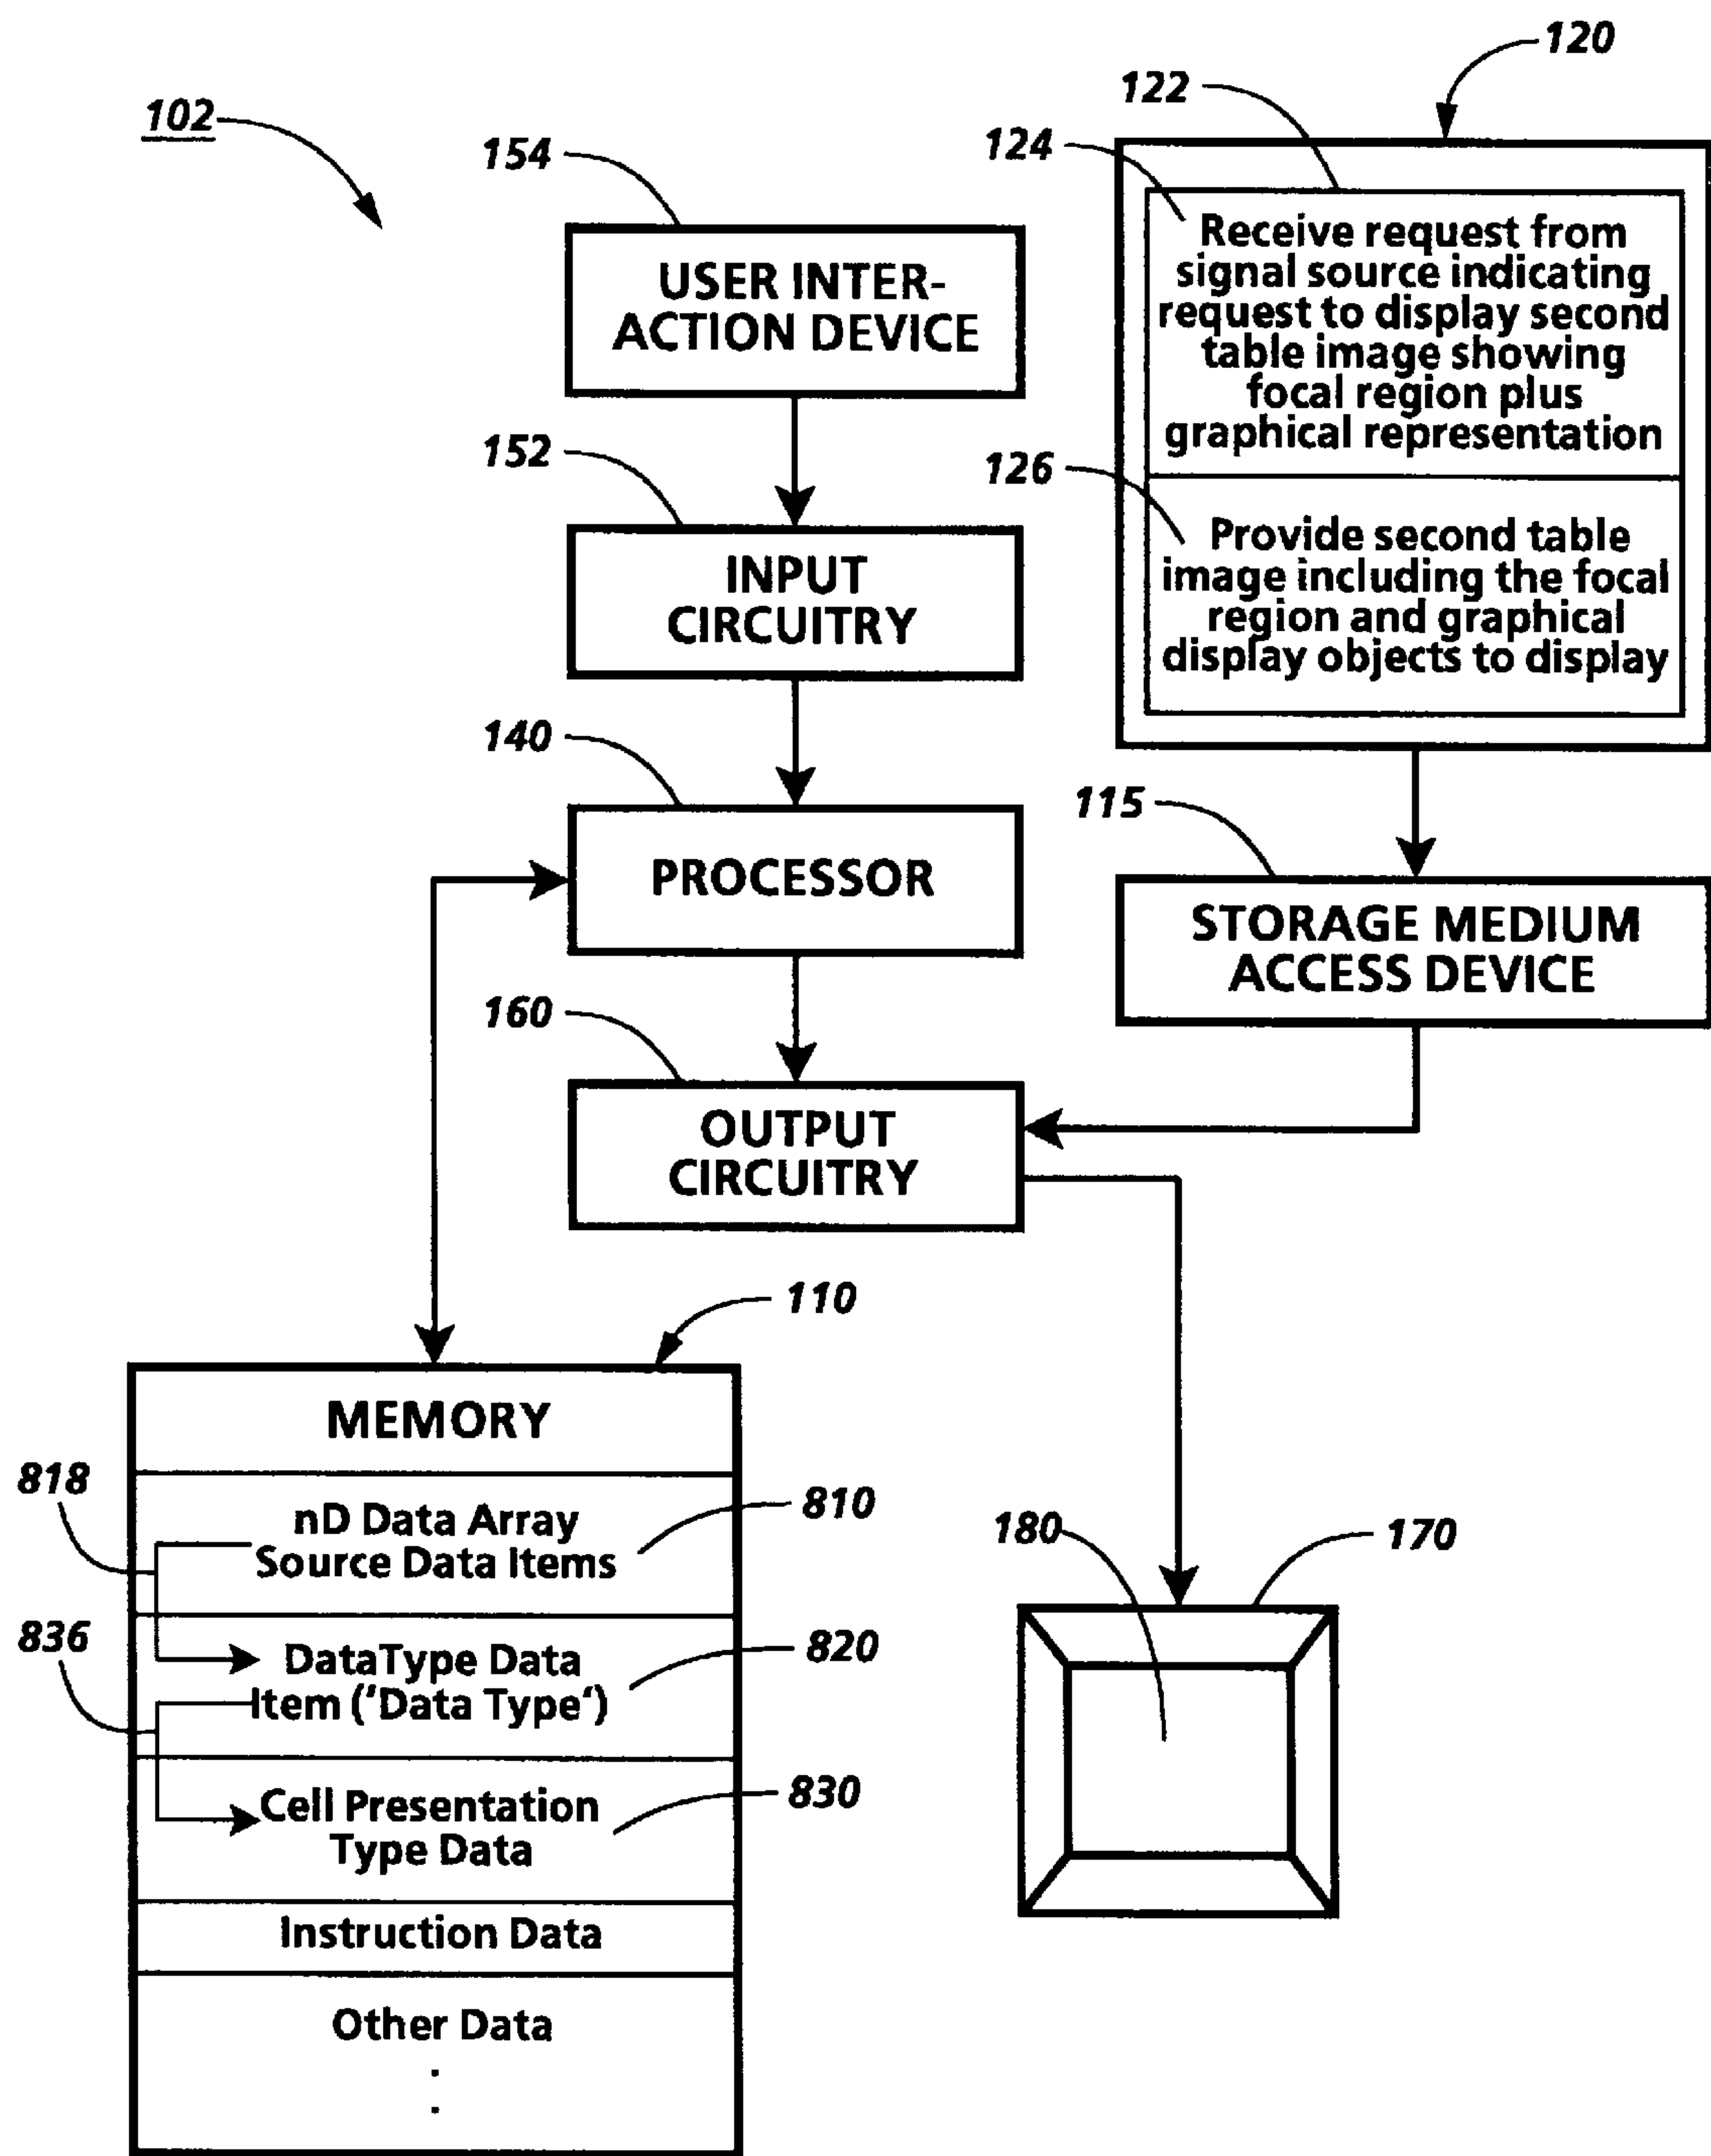 120
122
102
124
154
Receive request from
signal source indicating
request to display second
table image showing
focal region plus
graphical representation
USER INTER-
ACTION DEVICE
152
126
Provide second table
image including the focal
region and graphical
display objects to display
INPUT
CIRCUITRY
140
115
PROCESSOR
STORAGE MEDIUM
ACCESS DEVICE
160
OUTPUT
CIRCUITRY
110
MEMORY
818
810
nD Data Array
Source Data Items
180
170
836
820
DataType Data
Item ('Data Type')
830
Cell Presentation
Type Data
Instruction Data
Other Data